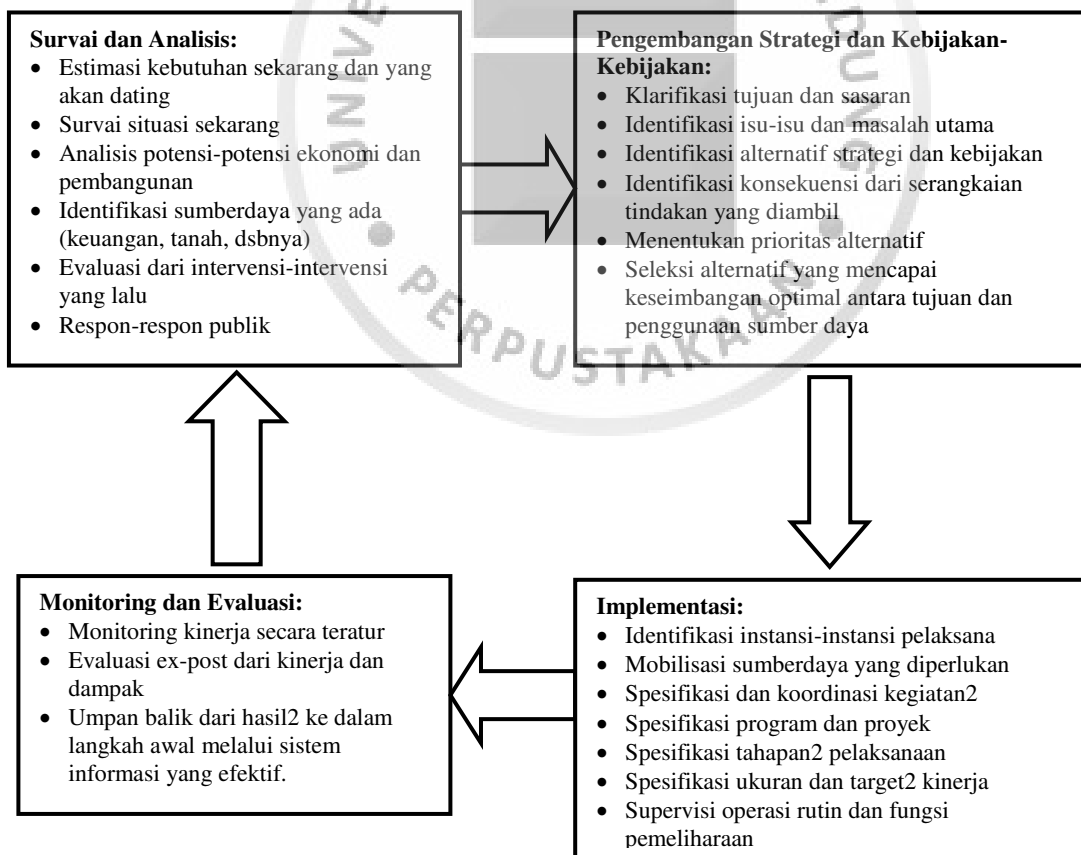 Survai dan Analisis:
• Estimasi kebutuhan sekarang dan yang
akan dating
• Survai situasi sekarang
• Analisis potensi-potensi ekonomi dan
pembangunan
• Identifikasi sumberdaya yang ada
(keuangan, tanah, dsbnya)
• Evaluasi dari intervensi-intervensi
yang lalu
• Respon-respon publik
Pengembangan Strategi dan Kebijakan-
Kebijakan:
• Klarifikasi tujuan dan sasaran
• Identifikasi isu-isu dan masalah utama
• Identifikasi alternatif strategi dan kebijakan
• Identifikasi konsekuensi dari serangkaian
tindakan yang diambil
• Menentukan prioritas alternatif
• Seleksi alternatif yang mencapai
keseimbangan optimal antara tujuan dan
penggunaan sumber daya
Monitoring dan Evaluasi:
• Monitoring kinerja secara teratur
• Evaluasi ex-post dari kinerja dan
dampak
• Umpan balik dari hasil2 ke dalam
langkah awal melalui sistem
informasi yang efektif.
Implementasi:
• Identifikasi instansi-instansi pelaksana
• Mobilisasi sumberdaya yang diperlukan
• Spesifikasi dan koordinasi kegiatan2
• Spesifikasi program dan proyek
• Spesifikasi tahapan2 pelaksanaan
• Spesifikasi ukuran dan target2 kinerja
• Supervisi operasi rutin dan fungsi
pemeliharaan
PERPUSTAKAAN